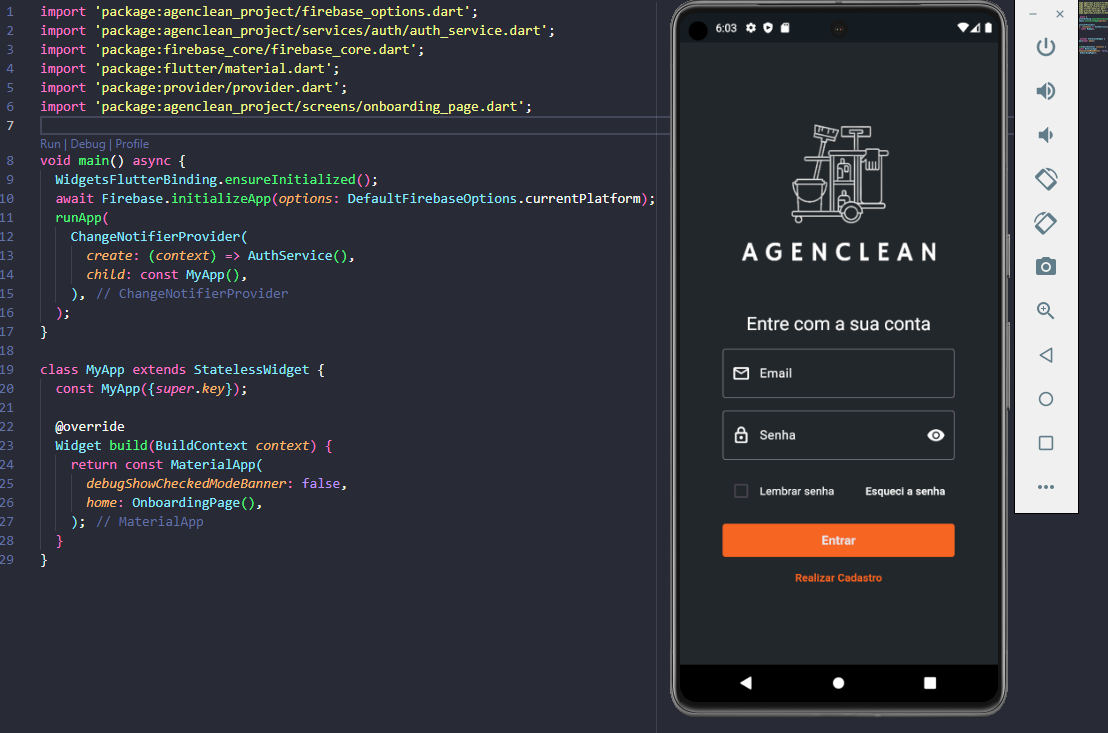 1 import 'package:agenclean_project/firebase_options.dart';
2 import 'package:agenclean_project/services/auth/auth_service.dart';
3 import 'package:firebase_core/firebase_core.dart';
4 import 'package:flutter/material.dart';
5 import 'package:provider/provider.dart';
6 import 'package:agenclean_project/screens/onboarding_page.dart';
7
Run | Debug | Profile
8 void main() async {
9 WidgetsFlutterBinding.ensureInitialized();
10 await Firebase.initializeApp(options: DefaultFirebaseOptions.currentPlatform);
11 runApp(
12 ChangeNotifierProvider(
13 create: (context) => AuthService(),
14 child: const MyApp(),
15 ), // ChangeNotifierProvider
16 );
17 }
18
19 class MyApp extends StatelessWidget {
20 const MyApp({super.key});
21
22 @override
23 Widget build(BuildContext context) {
24 return const MaterialApp(
25 debugShowCheckedModeBanner: false,
26 home: OnboardingPage(),
27 ); // MaterialApp
28 }
29 }
6:03
AGENCLEAN
Entre com a sua conta
Email
Senha
Lembrar senha Esqueci a senha
Entrar
Realizar Cadastro